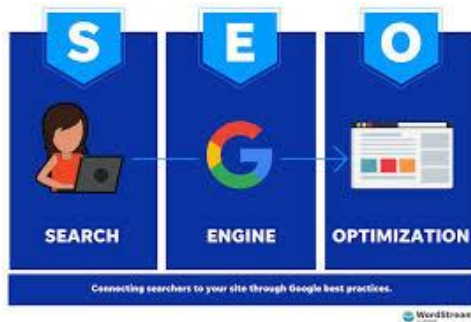 S E O
SEARCH ENGINE OPTIMIZATION
Connecting searchers to your site through Google best practices.
WordStream